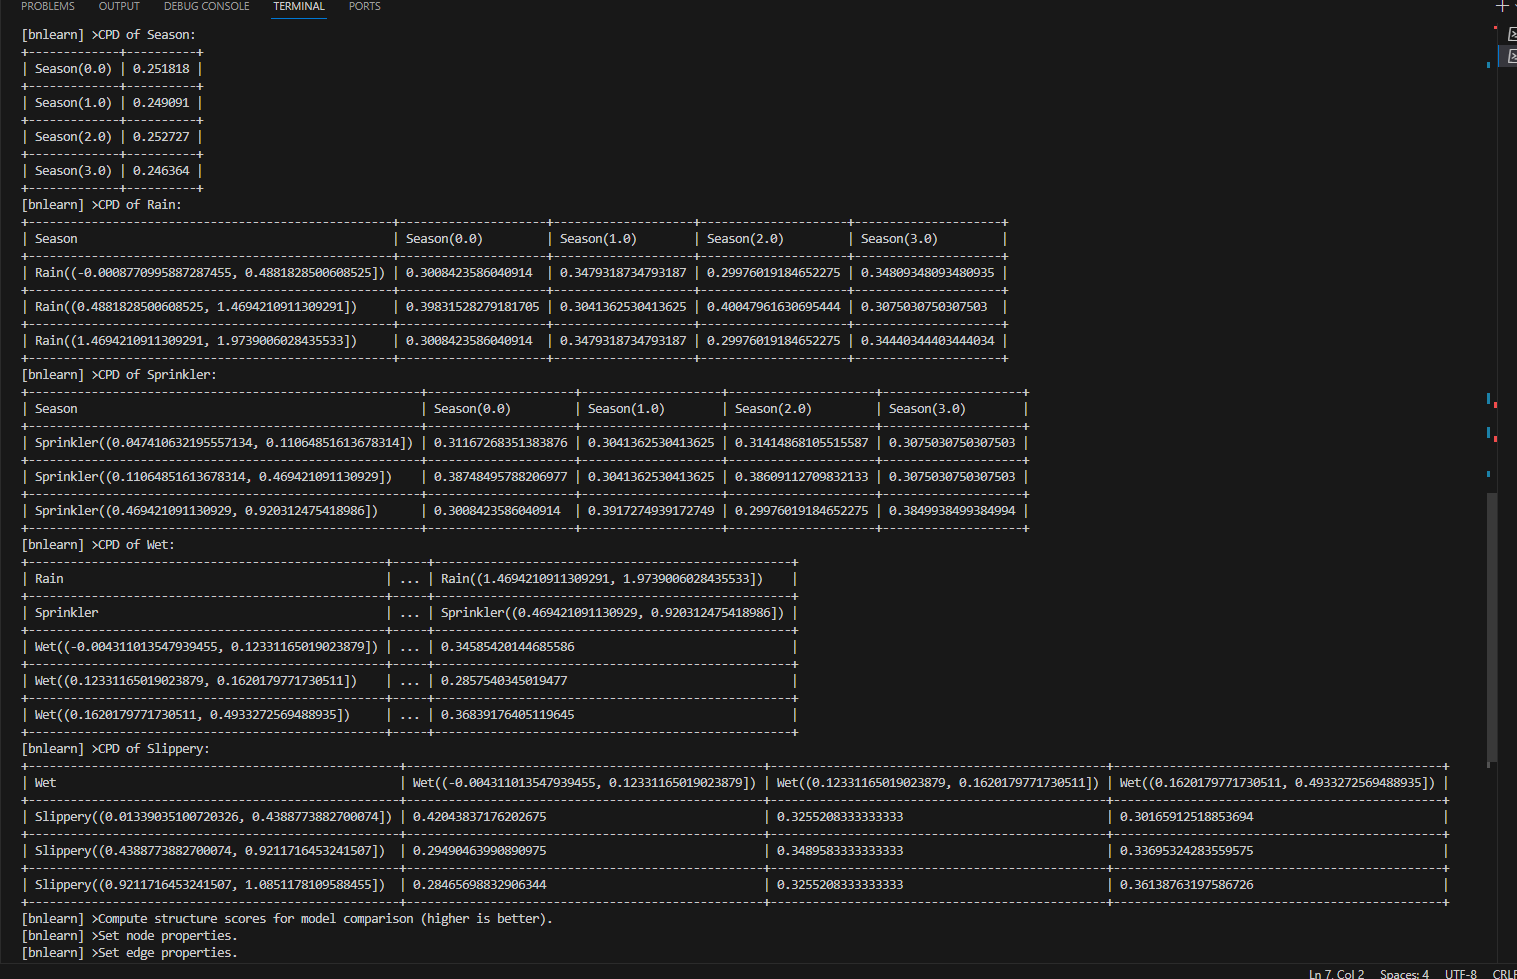 PROBLEMS OUTPUT DEBUG CONSOLE TERMINAL PORTS
[bnlearn] >CPD of Season:
+-------------+----------+
| Season(0.0) | 0.251818 |
+-------------+----------+
| Season(1.0) | 0.249091 |
+-------------+----------+
| Season(2.0) | 0.252727 |
+-------------+----------+
| Season(3.0) | 0.246364 |
+-------------+----------+
[bnlearn] >CPD of Rain:
| Season | Season(0.0) | Season(1.0) | Season(2.0) | Season(3.0) |
| Rain((-0.0008770995887287455, 0.4881828500608525]) | 0.3008423586040914 | 0.3479318734793187 | 0.29976019184652275 | 0.34809348093480935 |
| Rain((0.4881828500608525, 1.4694210911309291]) | 0.39831528279181705 | 0.3041362530413625 | 0.40047961630695444 | 0.3075030750307503 |
| Rain((1.4694210911309291, 1.9739006028435533]) | 0.3008423586040914 | 0.3479318734793187 | 0.29976019184652275 | 0.34440344403444034 |
[bnlearn] >CPD of Sprinkler:
| Season | Season(0.0) | Season(1.0) | Season(2.0) | Season(3.0) |
| Sprinkler((0.047410632195557134, 0.11064851613678314]) | 0.31167268351383876 | 0.3041362530413625 | 0.31414868105515587 | 0.3075030750307503 |
| Sprinkler((0.11064851613678314, 0.469421091130929]) | 0.38748495788206977 | 0.3041362530413625 | 0.38609112709832133 | 0.3075030750307503 |
| Sprinkler((0.469421091130929, 0.920312475418986]) | 0.3008423586040914 | 0.3917274939172749 | 0.29976019184652275 | 0.3849938499384994 |
[bnlearn] >CPD of Wet:
| Rain | ... | Rain((1.4694210911309291, 1.9739006028435533]) |
| Sprinkler | ... | Sprinkler((0.469421091130929, 0.920312475418986]) |
| Wet((-0.004311013547939455, 0.12331165019023879]) | ... | 0.34585420144685586 |
| Wet((0.12331165019023879, 0.1620179771730511]) | ... | 0.2857540345019477 |
| Wet((0.1620179771730511, 0.4933272569488935]) | ... | 0.36839176405119645 |
[bnlearn] >CPD of Slippery:
| Wet | Wet((-0.004311013547939455, 0.12331165019023879]) | Wet((0.12331165019023879, 0.1620179771730511]) | Wet((0.1620179771730511, 0.4933272569488935]) |
| Slippery((0.01339035100720326, 0.4388773882700074]) | 0.42043837176202675 | 0.3255208333333333 | 0.30165912518853694 |
| Slippery((0.4388773882700074, 0.9211716453241507]) | 0.29490463990890975 | 0.3489583333333333 | 0.33695324283559575 |
| Slippery((0.9211716453241507, 1.0851178109588455]) | 0.28465698832906344 | 0.3255208333333333 | 0.36138763197586726 |
[bnlearn] >Compute structure scores for model comparison (higher is better).
[bnlearn] >Set node properties.
[bnlearn] >Set edge properties.
Ln 7, Col 2 Spaces: 4 UTF-8 CRLF